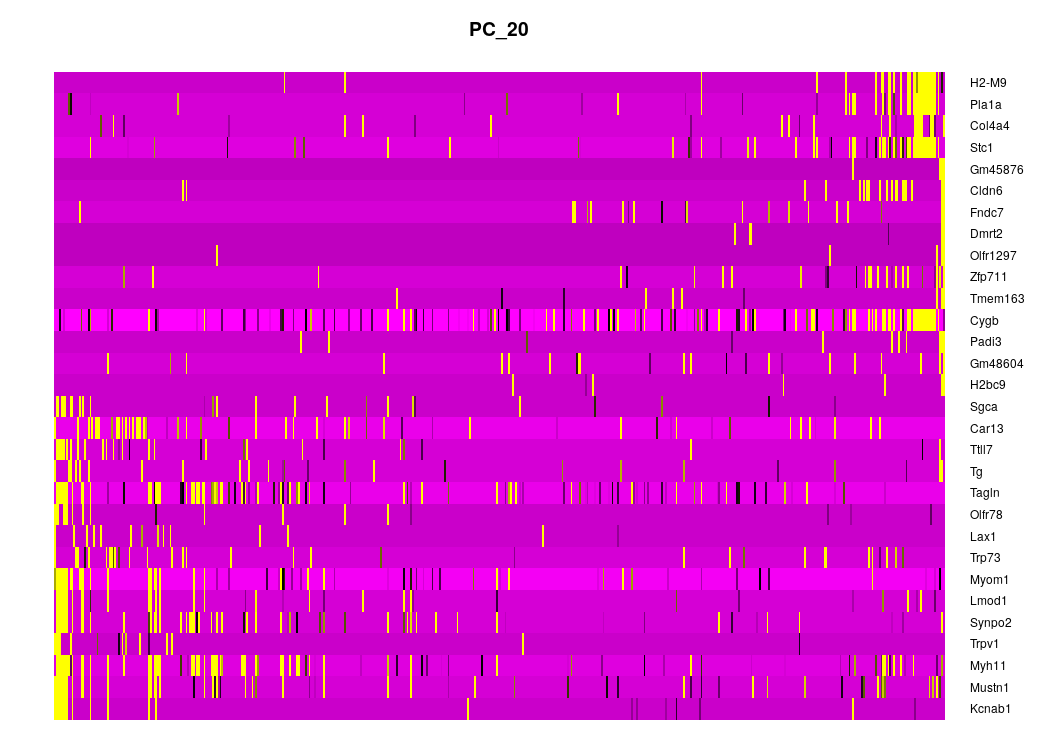 PC_20
H2-M9
Pla1a
Col4a4
Stc1
Gm45876
Cldn6
Fndc7
Dmrt2
Olfr1297
Zfp711
Tmem163
Cygb
Padi3
Gm48604
H2bc9
Sgca
Car13
Ttll7
Tg
Tagln
Olfr78
Lax1
Trp73
Myom1
Lmod1
Synpo2
Trpv1
Myh11
Mustn1
Kcnab1